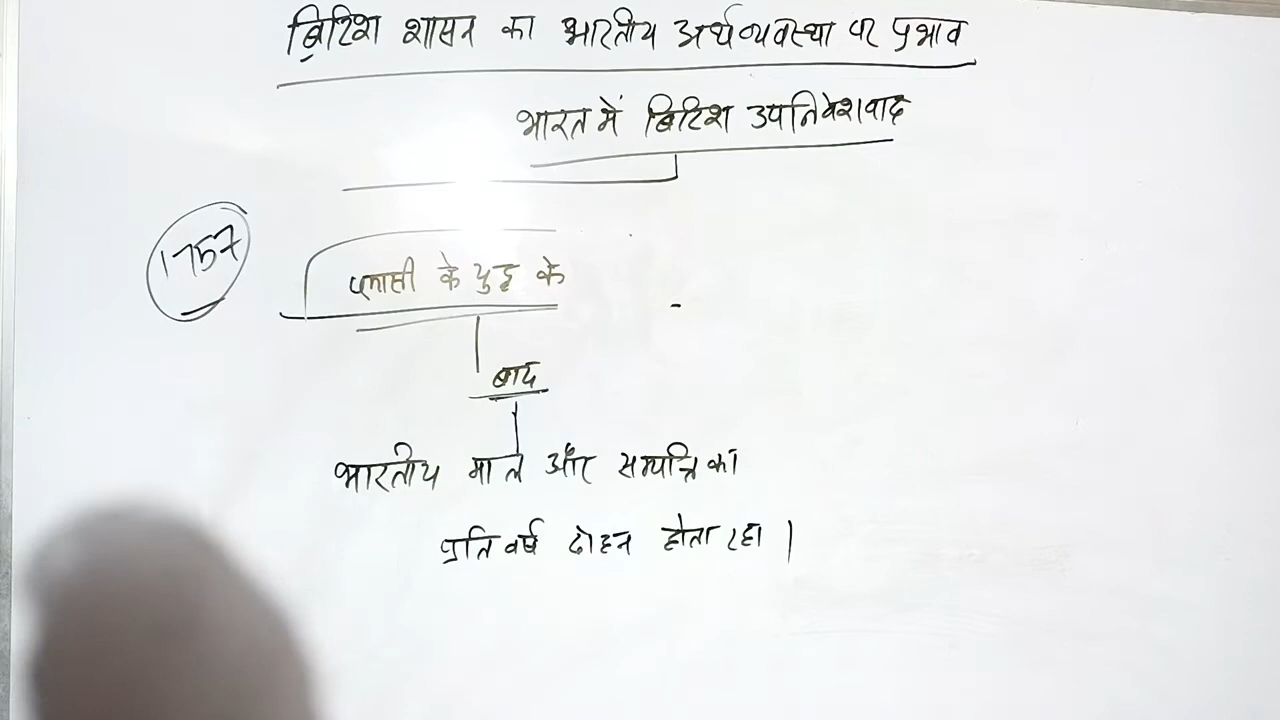 ब्रिटिश शासन का भारतीय अर्थव्यवस्था पर प्रभाव
भारत में ब्रिटिश उपनिवेशवाद
1757
प्लासी के युद्ध के
बाद
भारतीय माल और सम्पत्ति का
प्रति वर्ष दोहन होता रहा |